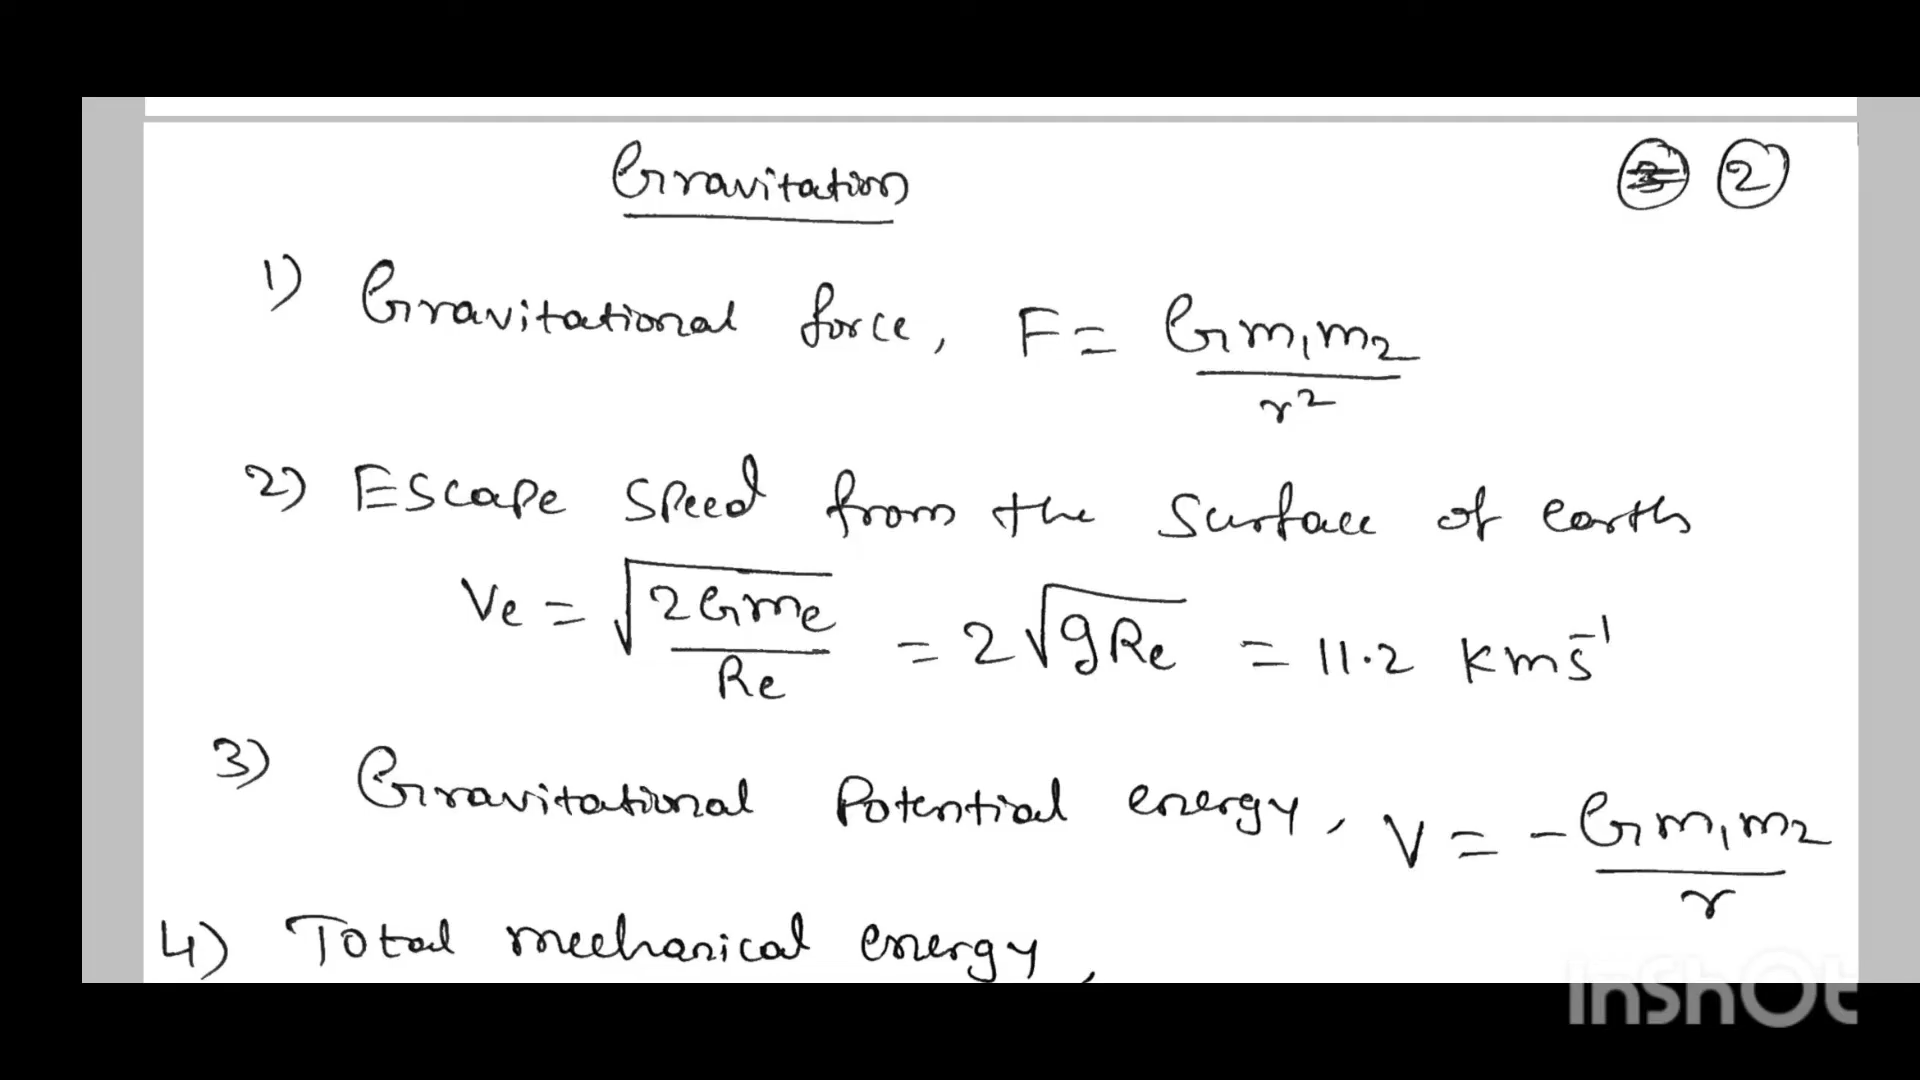 Gravitation 3 2
1) Gravitational force, F = Gm₁m₂ / r²
2) Escape speed from the surface of earth
Ve = √(2Gme / Re) = 2√gRe = 11.2 kms⁻¹
3) Gravitational Potential energy, V = -Gm₁m₂ / r
4) Total mechanical energy,
InShOt